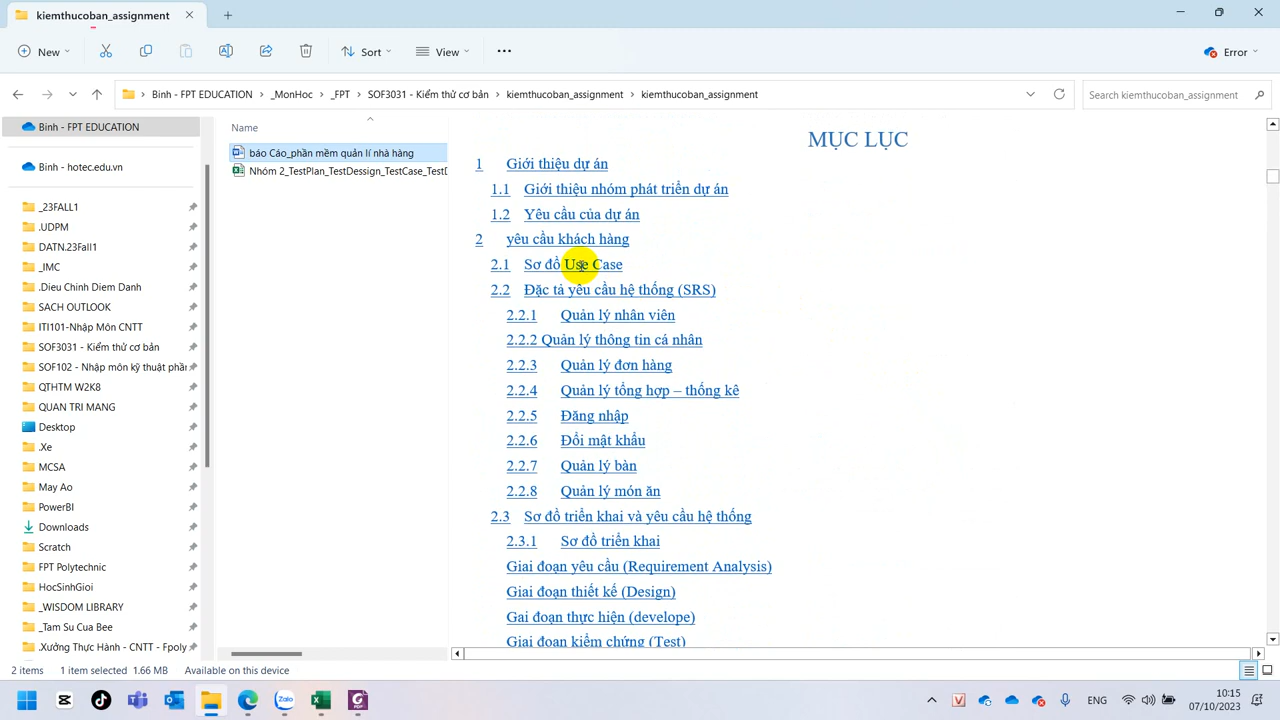 kiemthucoban_assignment
New
Sort
View
Error
Binh - FPT EDUCATION
_MonHoc
_FPT
SOF3031 - Kiểm thử cơ bản
kiemthucoban_assignment
kiemthucoban_assignment
Search kiemthucoban_assignment
Binh - FPT EDUCATION
Binh - hotec.edu.vn
_23FALL1
.UDPM
DATN.23Fall1
_IMC
.Dieu Chinh Diem Danh
SACH OUTLOOK
ITI101-Nhập Môn CNTT
SOF3031 - Kiểm thử cơ bản
SOF102 - Nhập môn kỹ thuật phần
QTHTM W2K8
QUAN TRI MANG
Desktop
.Xe
MCSA
May Ao
PowerBI
Downloads
Scratch
FPT Polytechnic
HocSinhGioi
_WISDOM LIBRARY
_Tam Su Cua Bee
.Xưởng Thực Hành - CNTT - Fpoly
Name
báo Cáo_phần mềm quản lí nhà hàng
Nhóm 2_TestPlan_TestDessign_TestCase_TestD
MỤC LỤC
1 Giới thiệu dự án
1.1 Giới thiệu nhóm phát triển dự án
1.2 Yêu cầu của dự án
2 yêu cầu khách hàng
2.1 Sơ đồ Use Case
2.2 Đặc tả yêu cầu hệ thống (SRS)
2.2.1 Quản lý nhân viên
2.2.2 Quản lý thông tin cá nhân
2.2.3 Quản lý đơn hàng
2.2.4 Quản lý tổng hợp – thống kê
2.2.5 Đăng nhập
2.2.6 Đổi mật khẩu
2.2.7 Quản lý bàn
2.2.8 Quản lý món ăn
2.3 Sơ đồ triển khai và yêu cầu hệ thống
2.3.1 Sơ đồ triển khai
Giai đoạn yêu cầu (Requirement Analysis)
Giai đoạn thiết kế (Design)
Gai đoạn thực hiện (develope)
Giai đoạn kiểm chứng (Test)
2 items 1 item selected 1.66 MB Available on this device
Zalo
ENG
10:15
07/10/2023